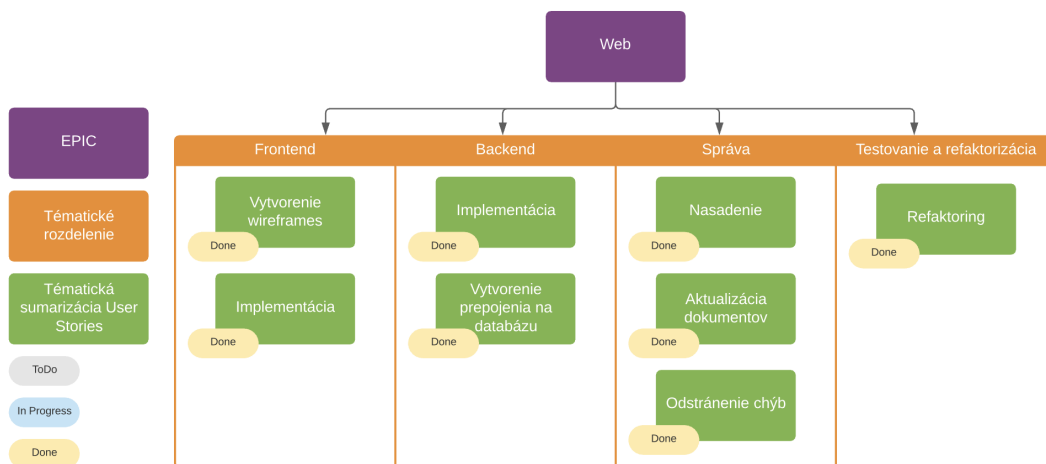 Web
EPIC
Tématické
rozdelenie
Tématická
sumarizácia User
Stories
ToDo
In Progress
Done
Frontend
Vytvorenie
wireframes
Done
Implementácia
Done
Backend
Implementácia
Done
Vytvorenie
prepojenia na
databázu
Done
Správa
Nasadenie
Done
Aktualizácia
dokumentov
Done
Odstránenie chýb
Done
Testovanie a refaktorizácia
Refaktoring
Done